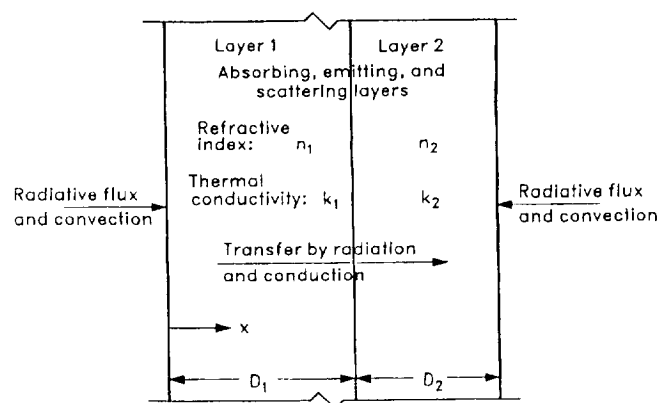 Layer 1 Layer 2
Absorbing, emitting, and
scattering layers
Refractive
index: n₁ n₂
Thermal
conductivity: k₁ k₂
Radiative flux
and convection
Radiative flux
and convection
Transfer by radiation
and conduction
x
D₁ D₂